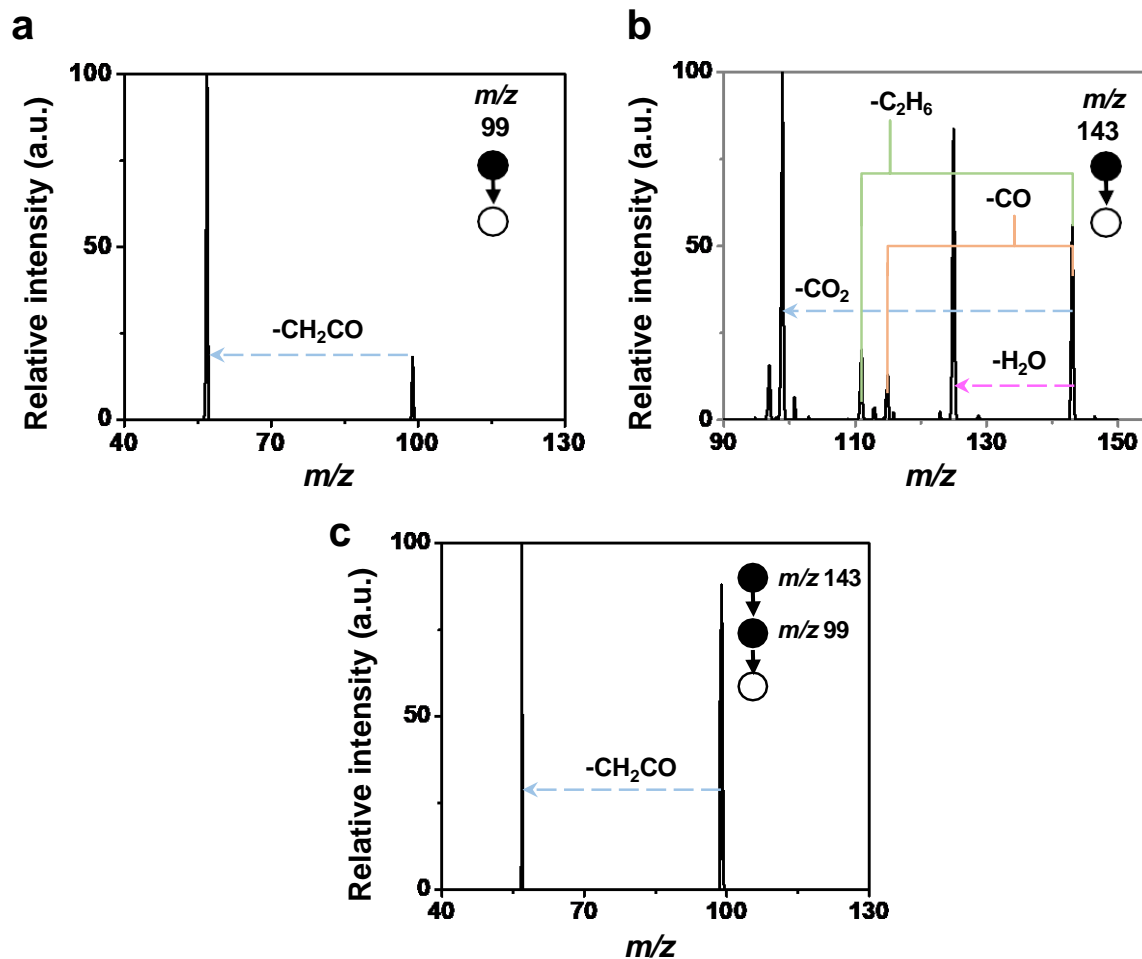 a
100
50
0
40
70
100
130
Relative intensity (a.u.)
m/z
m/z
99
-CH₂CO
b
100
50
0
90
110
130
150
Relative intensity (a.u.)
m/z
m/z
143
-C₂H₆
-CO
-CO₂
-H₂O
c
100
50
0
40
70
100
130
Relative intensity (a.u.)
m/z
m/z 143
m/z 99
-CH₂CO